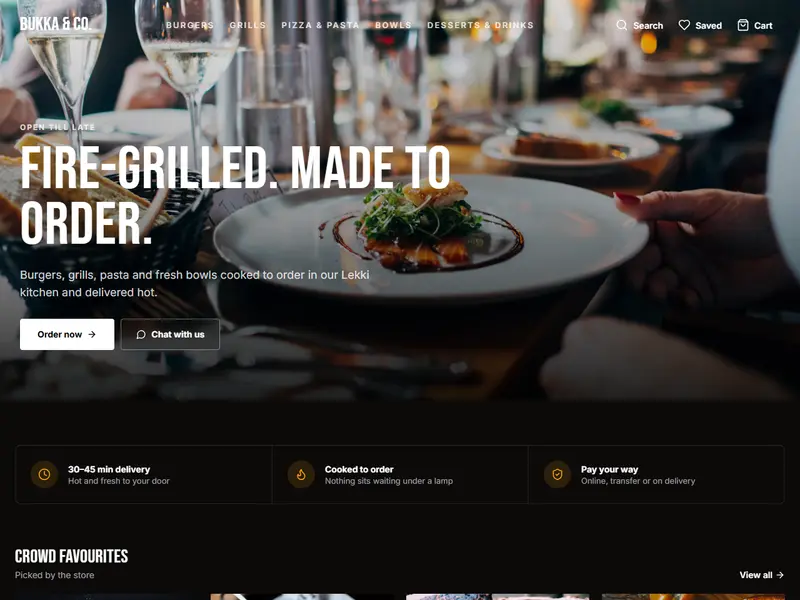 BUKKA & CO.
BURGERS GRILLS PIZZA & PASTA BOWLS DESSERTS & DRINKS
Search Saved Cart
OPEN TILL LATE
FIRE-GRILLED. MADE TO
ORDER.
Burgers, grills, pasta and fresh bowls cooked to order in our Lekki
kitchen and delivered hot.
Order now → Chat with us
30–45 min delivery
Hot and fresh to your door
Cooked to order
Nothing sits waiting under a lamp
Pay your way
Online, transfer or on delivery
CROWD FAVOURITES
Picked by the store
View all →